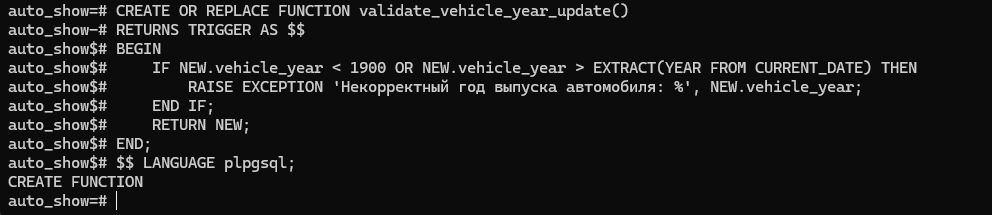 auto_show=# CREATE OR REPLACE FUNCTION validate_vehicle_year_update()
auto_show-# RETURNS TRIGGER AS $$
auto_show$# BEGIN
auto_show$#     IF NEW.vehicle_year < 1900 OR NEW.vehicle_year > EXTRACT(YEAR FROM CURRENT_DATE) THEN
auto_show$#         RAISE EXCEPTION 'Некорректный год выпуска автомобиля: %', NEW.vehicle_year;
auto_show$#     END IF;
auto_show$#     RETURN NEW;
auto_show$# END;
auto_show$# $$ LANGUAGE plpgsql;
CREATE FUNCTION
auto_show=#